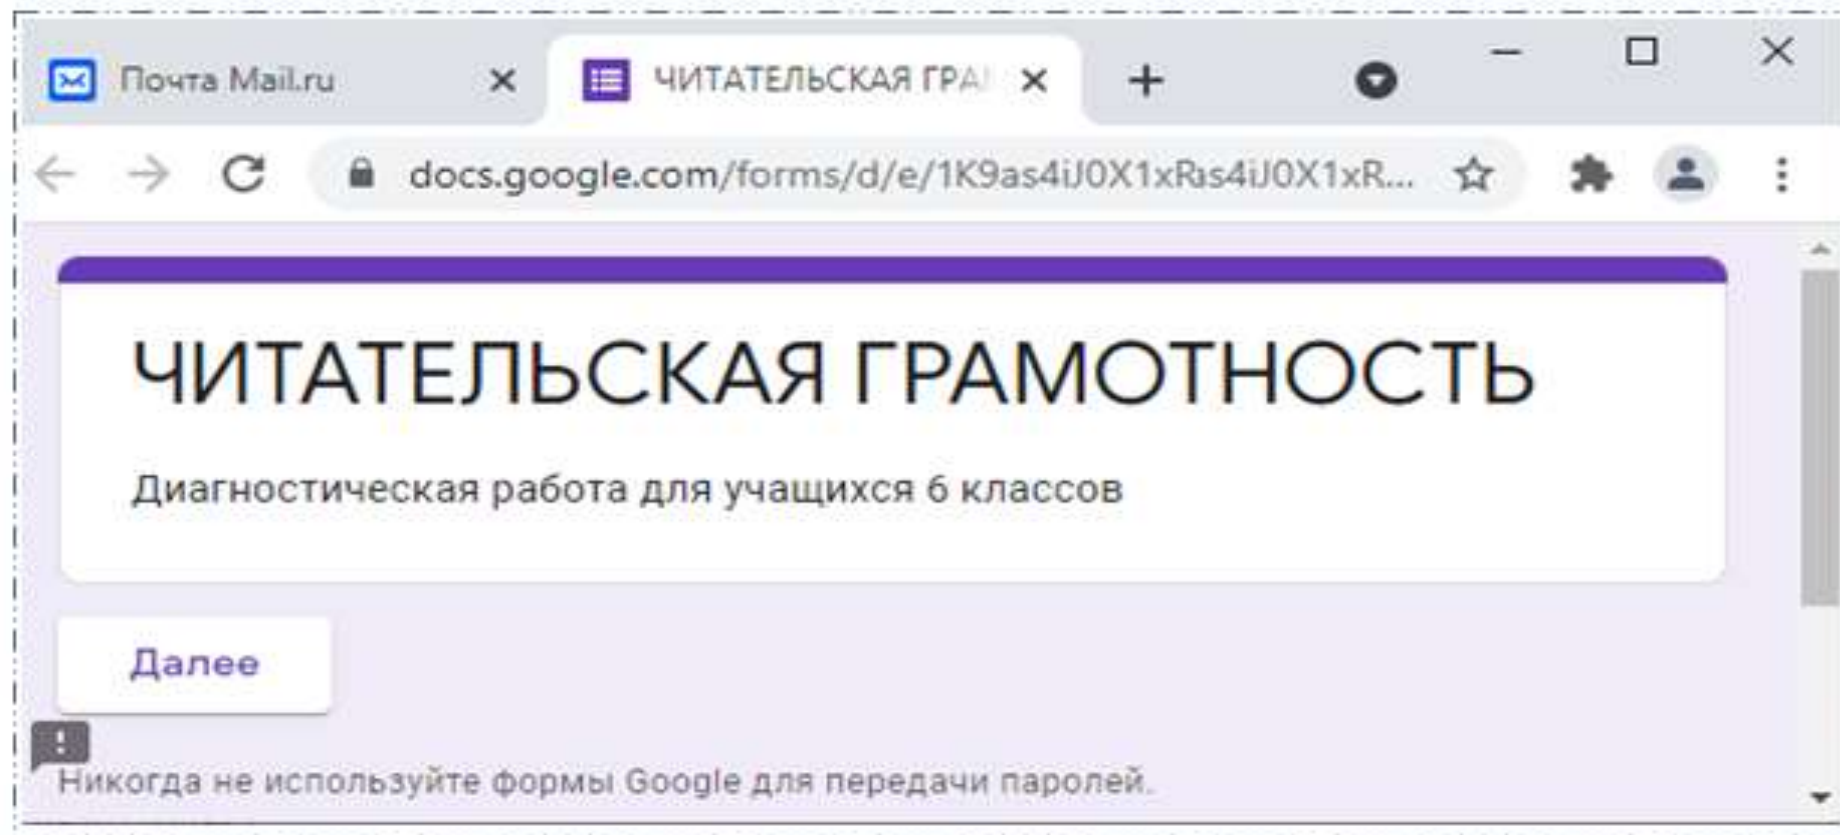 Почта Mail.ru
ЧИТАТЕЛЬСКАЯ ГРА
docs.google.com/forms/d/e/1K9as4iJ0X1xRas4iJ0X1xR...
ЧИТАТЕЛЬСКАЯ ГРАМОТНОСТЬ
Диагностическая работа для учащихся 6 классов
Далее
!
Никогда не используйте формы Google для передачи паролей.